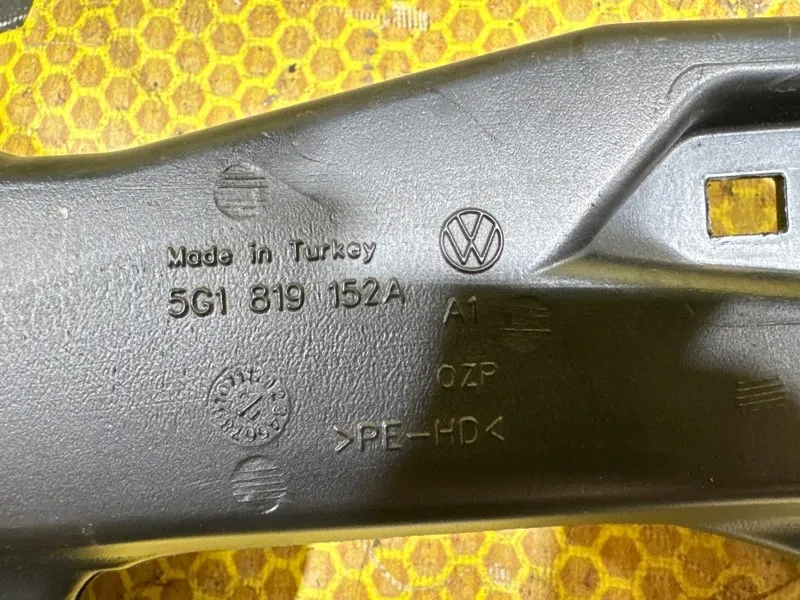 Made in Turkey
5G1 819 152A
A1
OZP
>PE-HD<